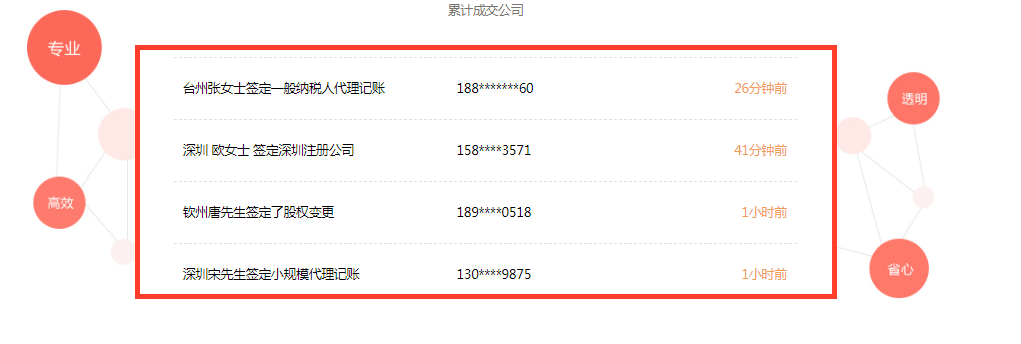 累计成交公司
专业
台州张女士签定一般纳税人代理记账 188*******60 26分钟前
透明
深圳 欧女士 签定深圳注册公司 158****3571 41分钟前
高效
钦州唐先生签定了股权变更 189****0518 1小时前
深圳宋先生签定小规模代理记账 130****9875 1小时前
省心